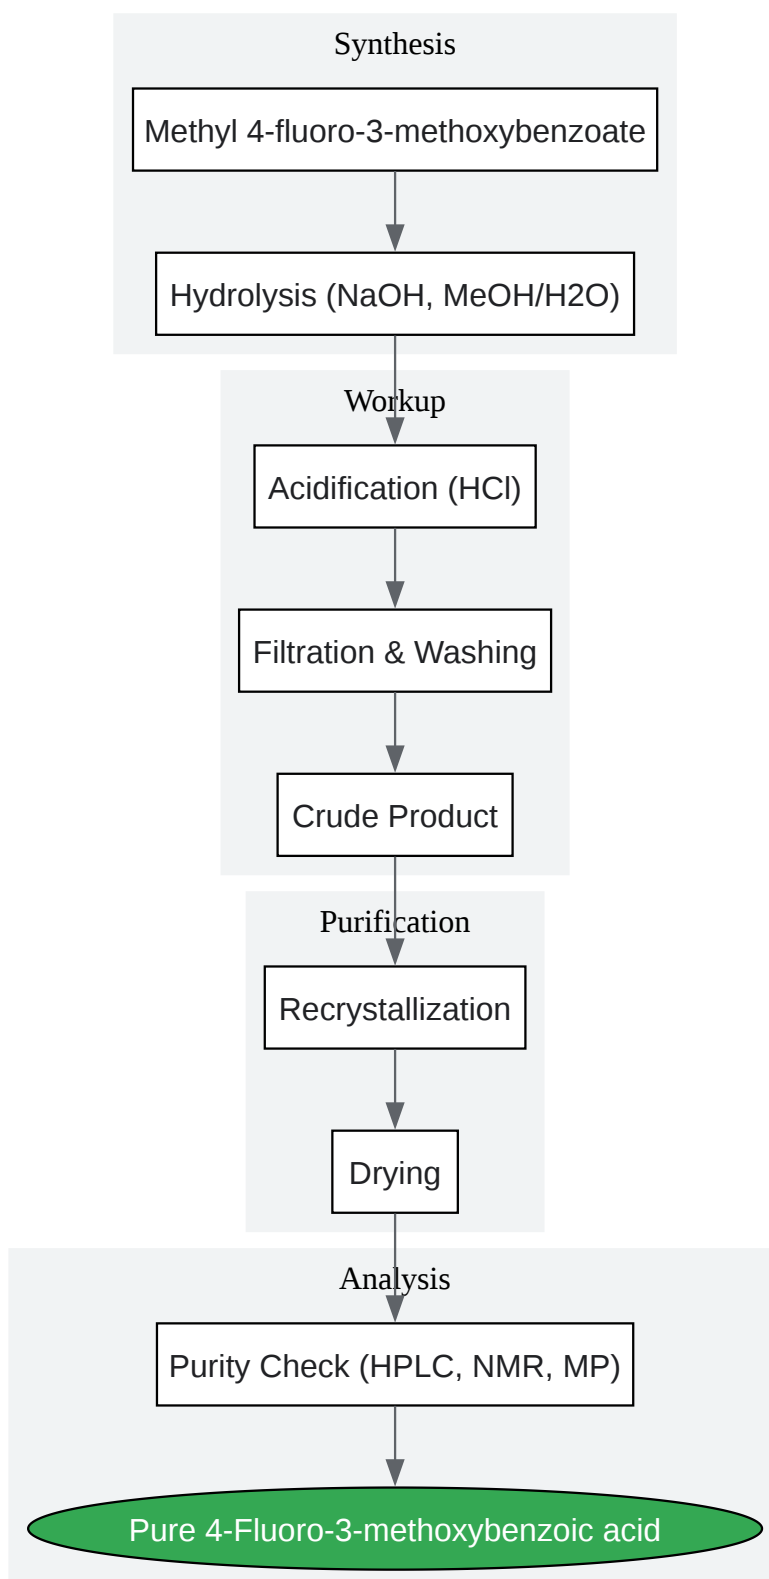 Synthesis
Methyl 4-fluoro-3-methoxybenzoate
Hydrolysis (NaOH, MeOH/H2O)
Workup
Acidification (HCl)
Filtration & Washing
Crude Product
Purification
Recrystallization
Drying
Analysis
Purity Check (HPLC, NMR, MP)
Pure 4-Fluoro-3-methoxybenzoic acid